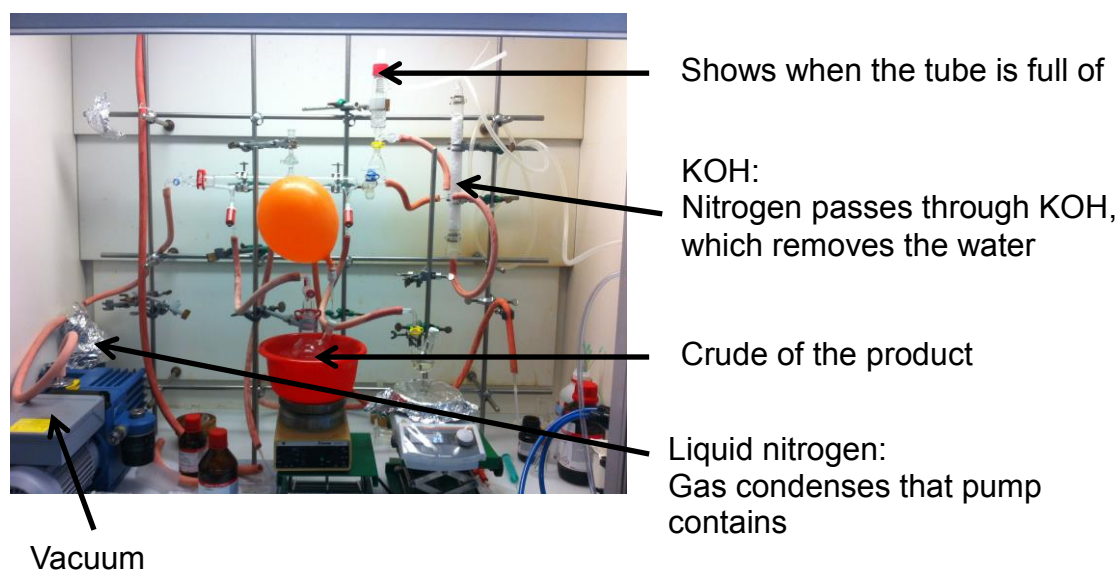 Shows when the tube is full of
KOH:
Nitrogen passes through KOH,
which removes the water
Crude of the product
Liquid nitrogen:
Gas condenses that pump
contains
Vacuum